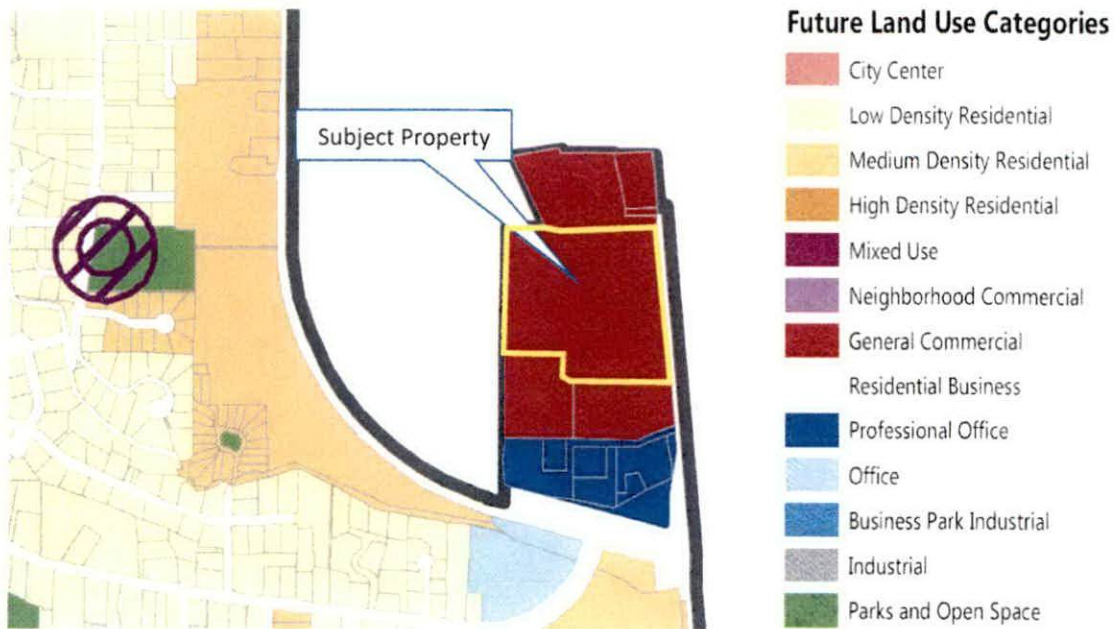 Future Land Use Categories
City Center
Low Density Residential
Subject Property
Medium Density Residential
High Density Residential
Mixed Use
Neighborhood Commercial
General Commercial
Residential Business
Professional Office
Office
Business Park Industrial
Industrial
Parks and Open Space